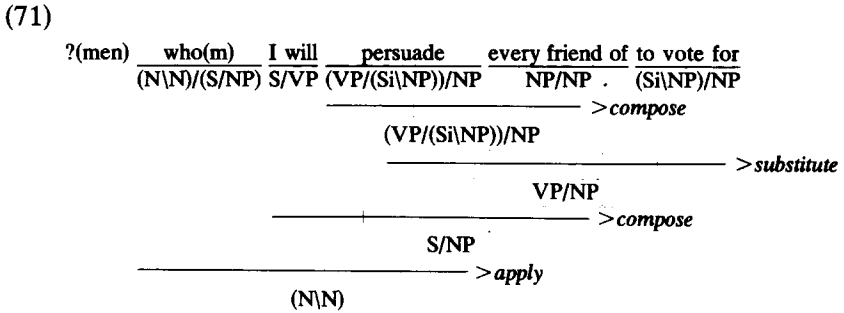 (71)
?(men) who(m) I will persuade every friend of to vote for
(N\N)/(S/NP) S/VP (VP/(Si\NP))/NP NP/NP . (Si\NP)/NP
>compose
(VP/(Si\NP))/NP
>substitute
VP/NP
>compose
S/NP
>apply
(N\N)